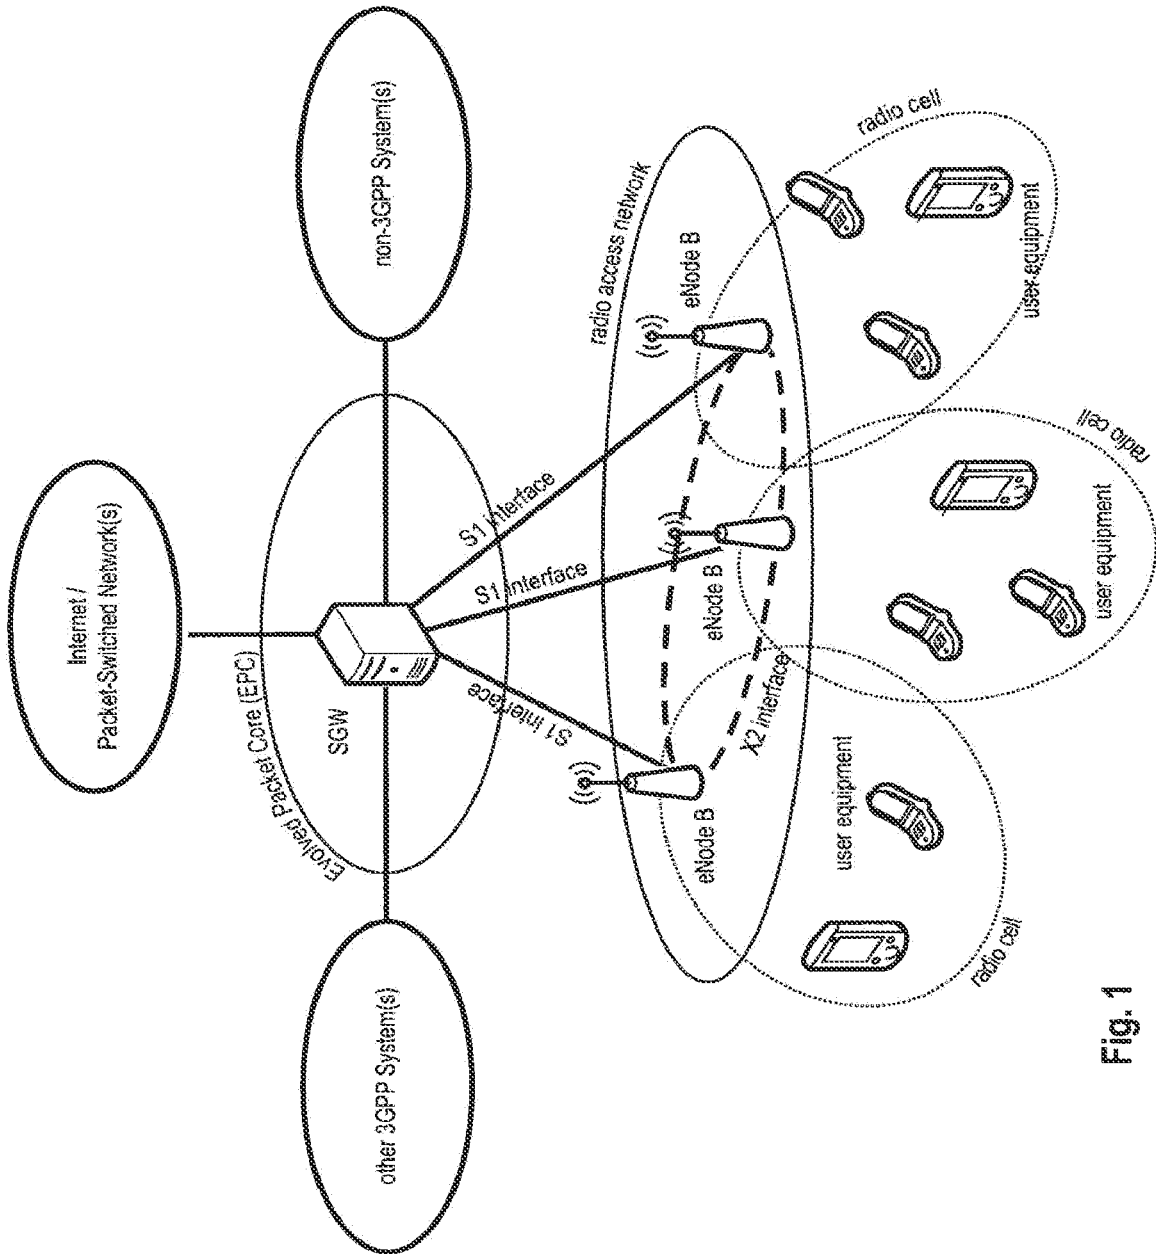 Internet /
Packet-Switched Network(s)
other 3GPP System(s)
Evolved Packet Core (EPC)
SGW
non-3GPP System(s)
S1 interface
S1 interface
S1 interface
radio access network
eNode B
eNode B
eNode B
X2 interface
user equipment
radio cell
user equipment
radio cell
user equipment
radio cell
Fig. 1